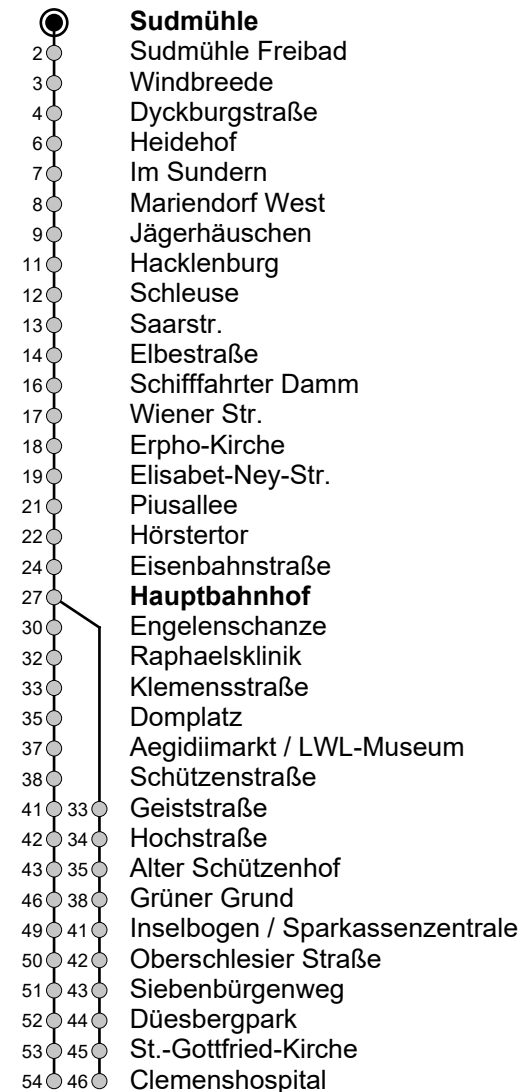 Sudmühle
2 Sudmühle Freibad
3 Windbreede
4 Dyckburgstraße
6 Heidehof
7 Im Sundern
8 Mariendorf West
9 Jägerhäuschen
11 Hacklenburg
12 Schleuse
13 Saarstr.
14 Elbestraße
16 Schifffahrter Damm
17 Wiener Str.
18 Erpho-Kirche
19 Elisabet-Ney-Str.
21 Piusallee
22 Hörstertor
24 Eisenbahnstraße
27 Hauptbahnhof
30 Engelenschanze
32 Raphaelsklinik
33 Klemensstraße
35 Domplatz
37 Aegidiimarkt / LWL-Museum
38 Schützenstraße
41 33 Geiststraße
42 34 Hochstraße
43 35 Alter Schützenhof
46 38 Grüner Grund
49 41 Inselbogen / Sparkassenzentrale
50 42 Oberschlesier Straße
51 43 Siebenbürgenweg
52 44 Düesbergpark
53 45 St.-Gottfried-Kirche
54 46 Clemenshospital